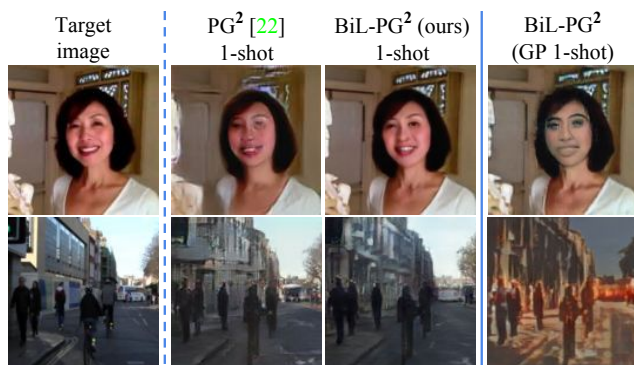 Target image
PG² [22] 1-shot
BiL-PG² (ours) 1-shot
BiL-PG² (GP 1-shot)